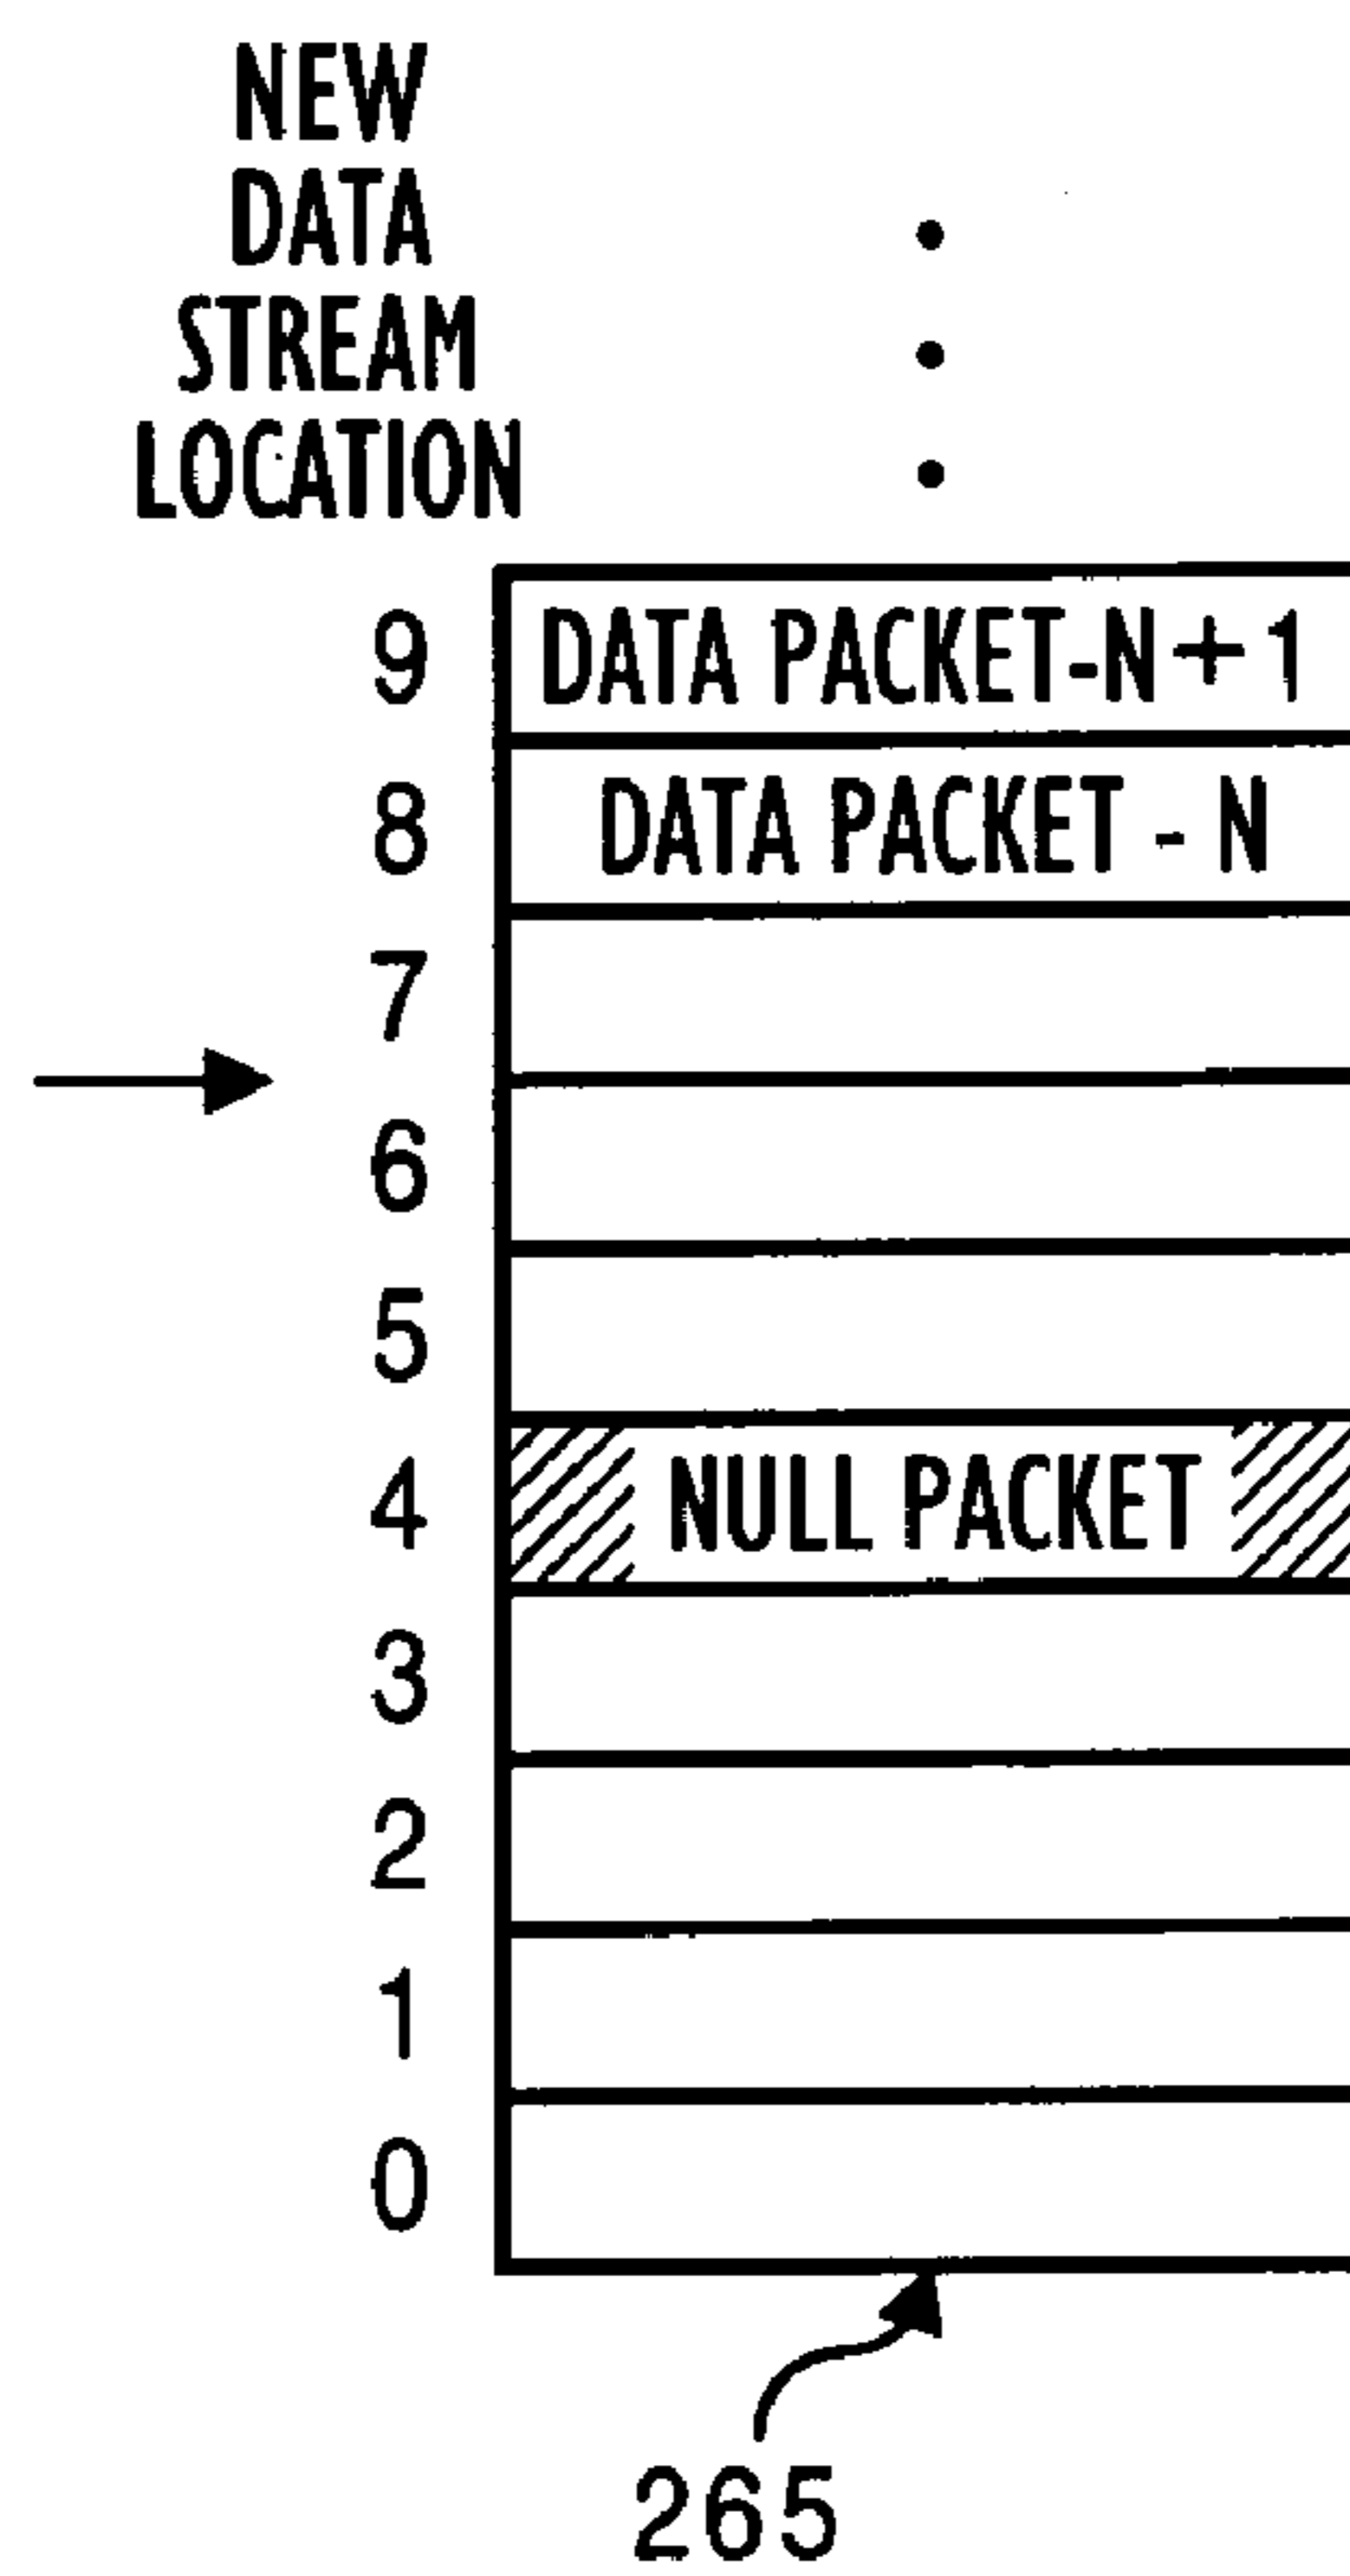 NEW
DATA
STREAM
LOCATION
9 DATA PACKET-N+1
8 DATA PACKET - N
7
6
5
4 NULL PACKET
3
2
1
0
265